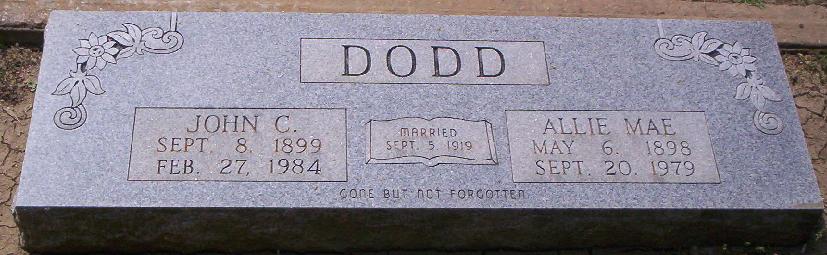 DODD
JOHN C.
SEPT. 8. 1899
FEB. 27, 1984
MARRIED
SEPT. 5, 1919
ALLIE MAE
MAY 6. 1898
SEPT. 20. 1979
GONE BUT NOT FORGOTTEN